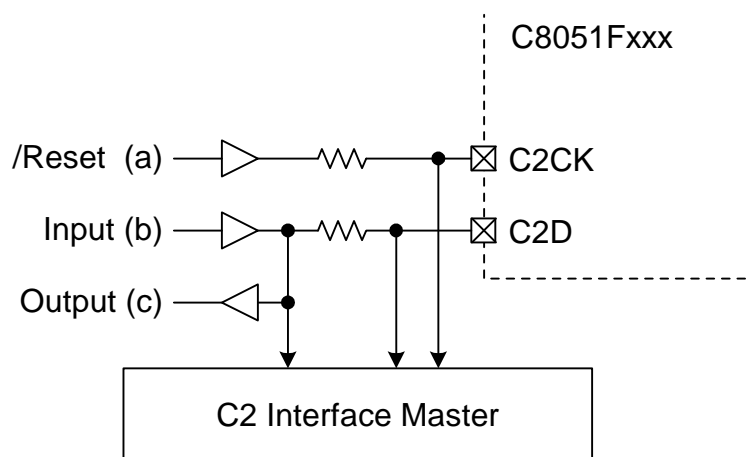 C8051Fxxx
/Reset (a)
C2CK
Input (b)
C2D
Output (c)
C2 Interface Master